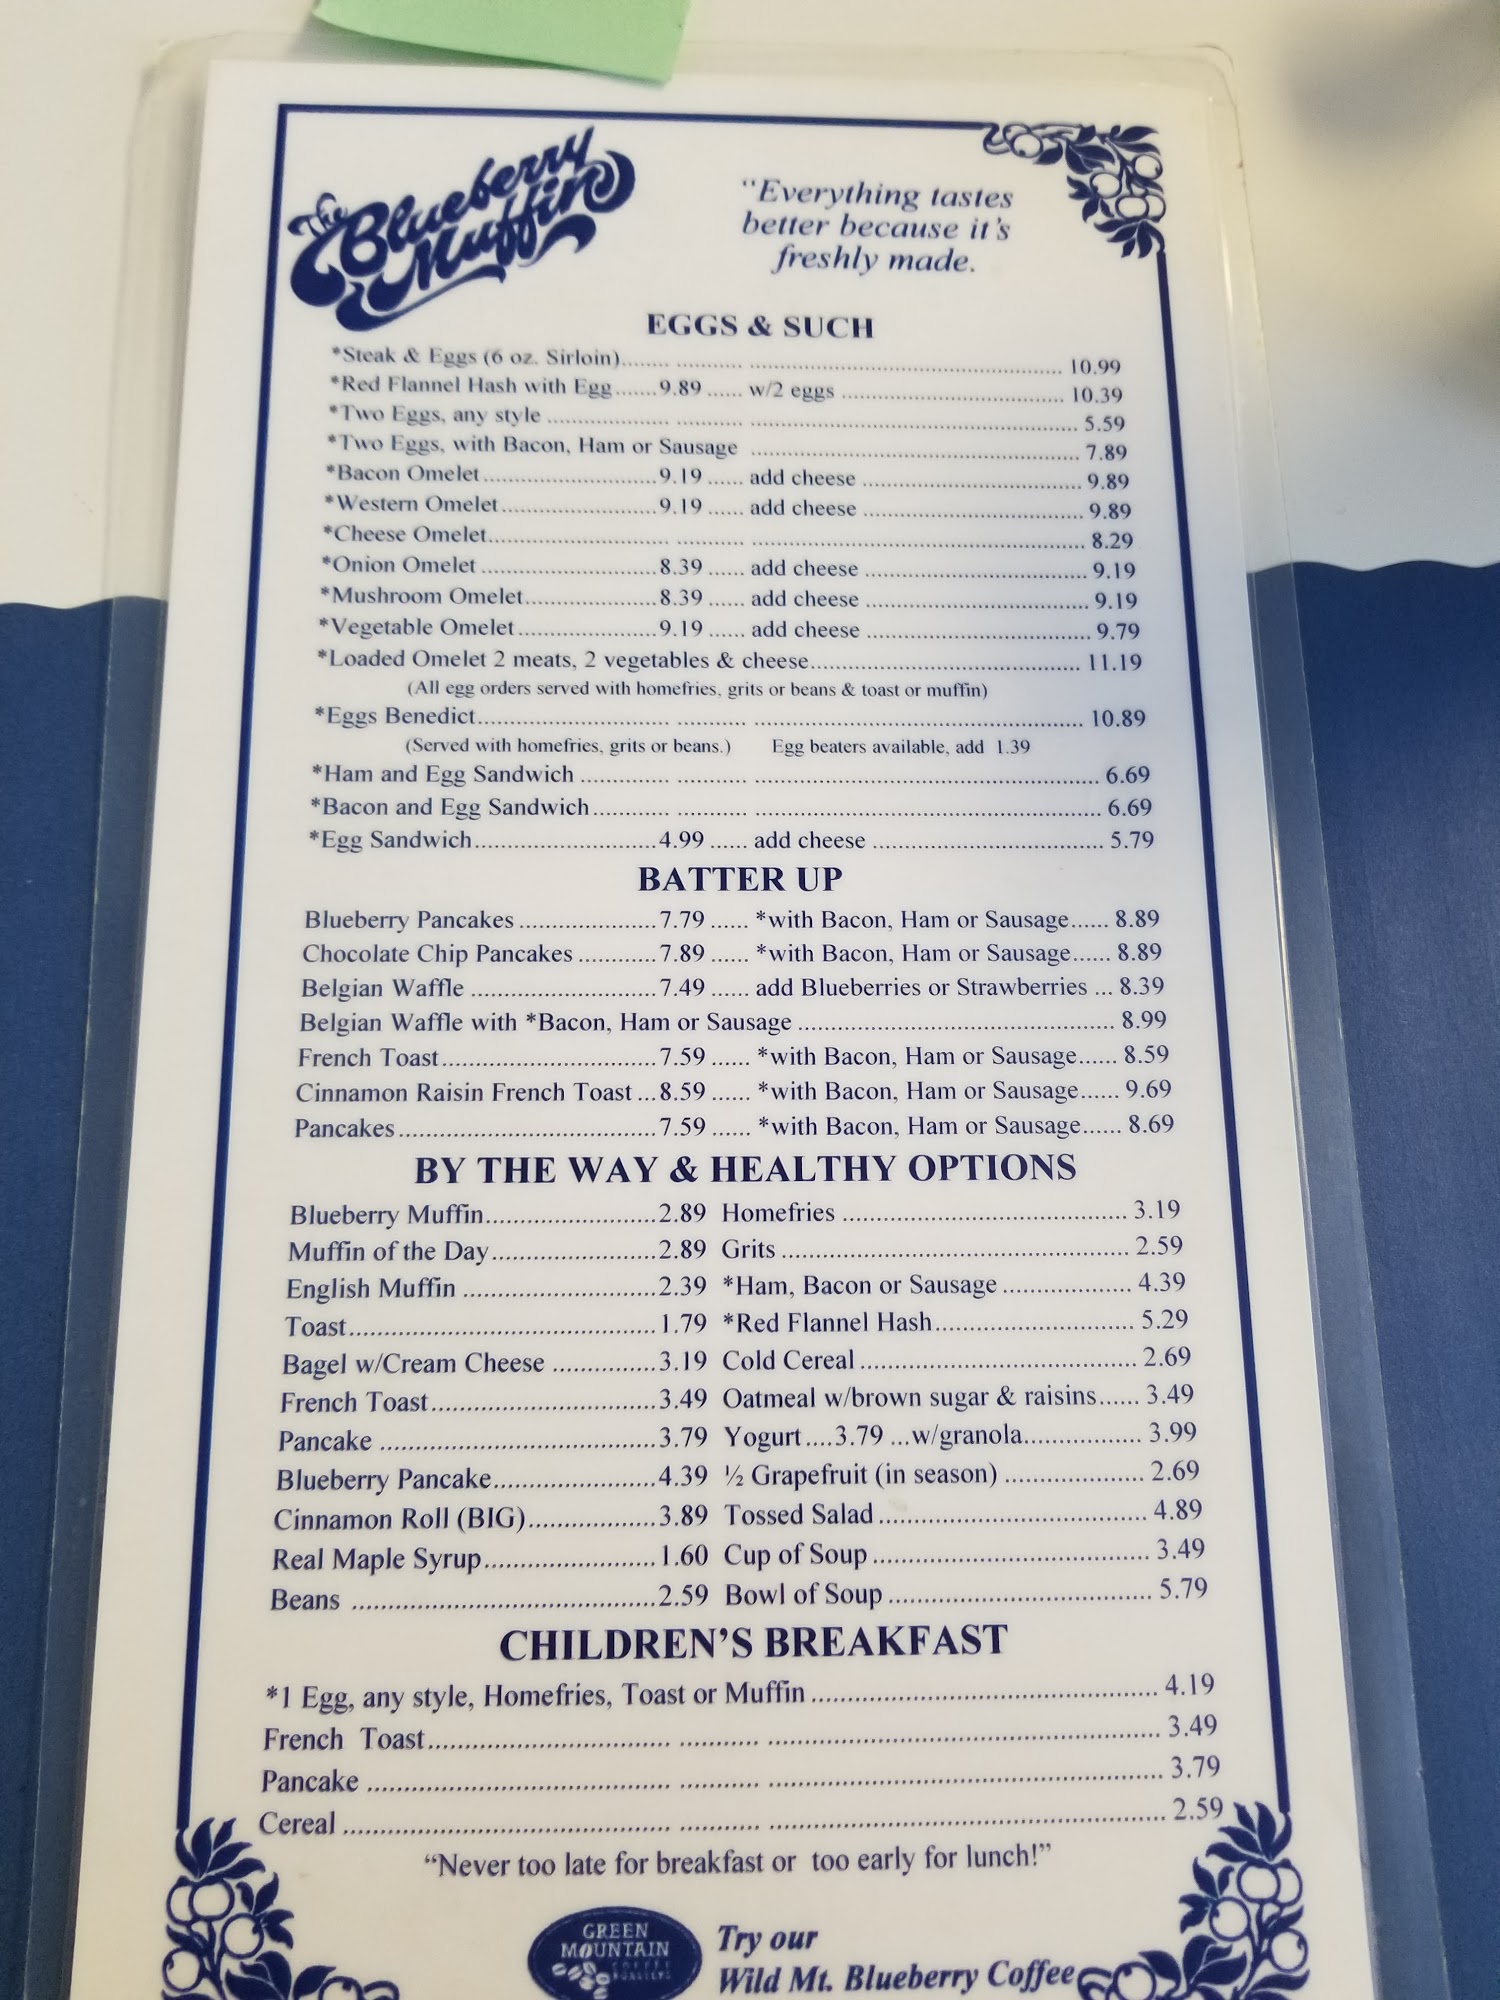 The Blueberry Muffin
"Everything tastes
better because it's
freshly made.
EGGS & SUCH
*Steak & Eggs (6 oz. Sirloin)........ ........... ................................................ 10.99
*Red Flannel Hash with Egg.......9.89 ...... w/2 eggs .................................. 10.39
*Two Eggs, any style .................... ........... ................................................ 5.59
*Two Eggs, with Bacon, Ham or Sausage ................................................ 7.89
*Bacon Omelet..........................9.19 ...... add cheese ................................ 9.89
*Western Omelet.......................9.19 ...... add cheese ................................ 9.89
*Cheese Omelet........................... ........... ................................................ 8.29
*Onion Omelet ..........................8.39 ...... add cheese ................................ 9.19
*Mushroom Omelet....................8.39 ...... add cheese ................................ 9.19
*Vegetable Omelet.....................9.19 ...... add cheese ................................ 9.79
*Loaded Omelet 2 meats, 2 vegetables & cheese....................................... 11.19
(All egg orders served with homefries, grits or beans & toast or muffin)
*Eggs Benedict............................ ........... ................................................ 10.89
(Served with homefries, grits or beans.) Egg beaters available, add 1.39
*Ham and Egg Sandwich ............. ........... ................................................ 6.69
*Bacon and Egg Sandwich........... ........... ................................................ 6.69
*Egg Sandwich...........................4.99 ...... add cheese ................................ 5.79
BATTER UP
Blueberry Pancakes ....................7.79 ...... *with Bacon, Ham or Sausage...... 8.89
Chocolate Chip Pancakes ...........7.89 ...... *with Bacon, Ham or Sausage...... 8.89
Belgian Waffle ...........................7.49 ...... add Blueberries or Strawberries ... 8.39
Belgian Waffle with *Bacon, Ham or Sausage ............................................ 8.99
French Toast...............................7.59 ...... *with Bacon, Ham or Sausage...... 8.59
Cinnamon Raisin French Toast ...8.59 ...... *with Bacon, Ham or Sausage...... 9.69
Pancakes.....................................7.59 ...... *with Bacon, Ham or Sausage...... 8.69
BY THE WAY & HEALTHY OPTIONS
Blueberry Muffin.........................2.89 Homefries ......................................... 3.19
Muffin of the Day........................2.89 Grits .................................................. 2.59
English Muffin ............................2.39 *Ham, Bacon or Sausage ................... 4.39
Toast............................................1.79 *Red Flannel Hash............................. 5.29
Bagel w/Cream Cheese ...............3.19 Cold Cereal ........................................ 2.69
French Toast................................3.49 Oatmeal w/brown sugar & raisins...... 3.49
Pancake .......................................3.79 Yogurt....3.79 ...w/granola................. 3.99
Blueberry Pancake.......................4.39 ½ Grapefruit (in season) .................... 2.69
Cinnamon Roll (BIG)..................3.89 Tossed Salad ...................................... 4.89
Real Maple Syrup........................1.60 Cup of Soup ....................................... 3.49
Beans ..........................................2.59 Bowl of Soup ..................................... 5.79
CHILDREN'S BREAKFAST
*1 Egg, any style, Homefries, Toast or Muffin ................................................ 4.19
French Toast.................................. ........... ...................................................... 3.49
Pancake .......................................... ........... ...................................................... 3.79
Cereal ............................................. ........... ...................................................... 2.59
"Never too late for breakfast or too early for lunch!"
GREEN
MOUNTAIN
COFFEE
ROASTERS
Try our
Wild Mt. Blueberry Coffee